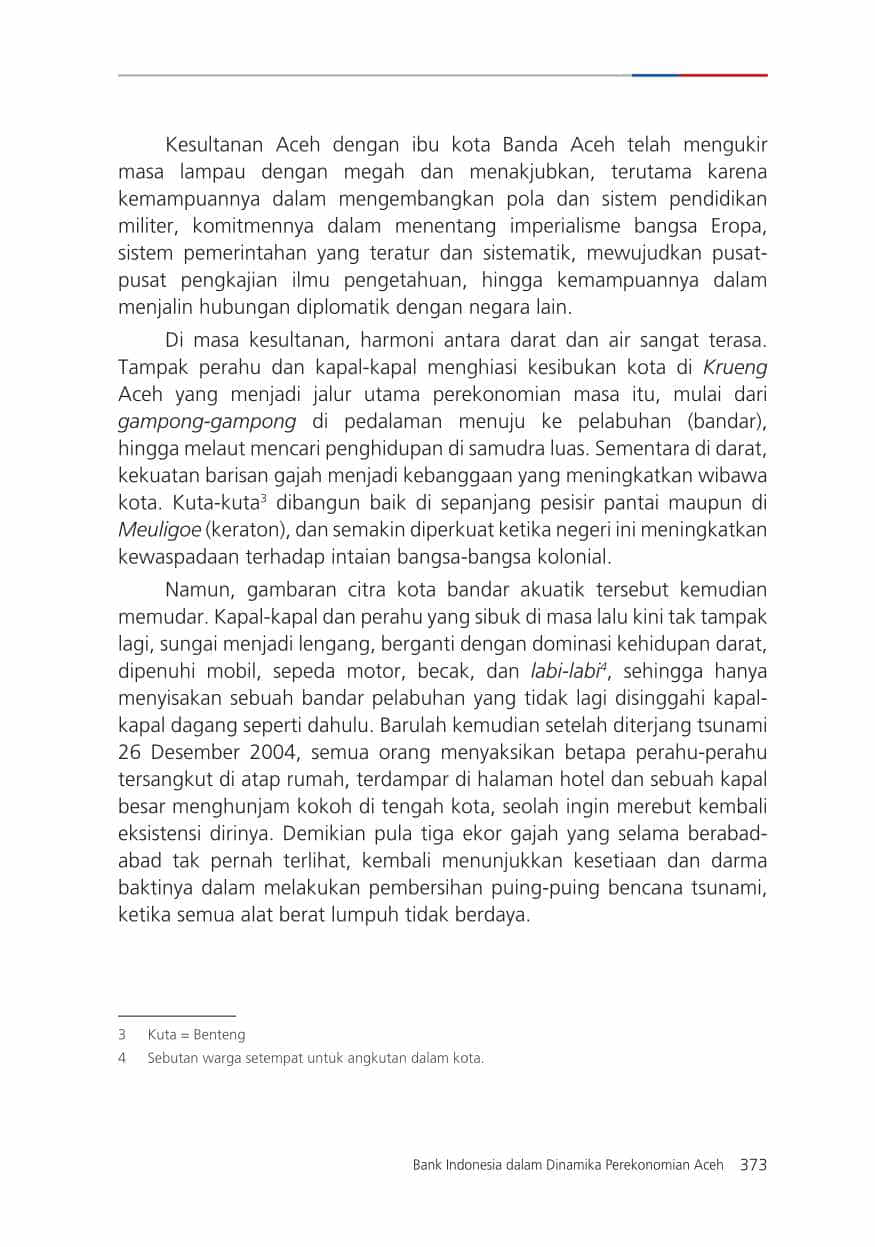 Kesultanan Aceh dengan ibu kota Banda Aceh telah mengukir
masa lampau dengan megah dan menakjubkan, terutama karena
kemampuannya dalam mengembangkan pola dan sistem pendidikan
militer, komitmennya dalam menentang imperialisme bangsa Eropa,
sistem pemerintahan yang teratur dan sistematik, mewujudkan pusat-
pusat pengkajian ilmu pengetahuan, hingga kemampuannya dalam
menjalin hubungan diplomatik dengan negara lain.
Di masa kesultanan, harmoni antara darat dan air sangat terasa.
Tampak perahu dan kapal-kapal menghiasi kesibukan kota di Krueng
Aceh yang menjadi jalur utama perekonomian masa itu, mulai dari
gampong-gampong di pedalaman menuju ke pelabuhan (bandar),
hingga melaut mencari penghidupan di samudra luas. Sementara di darat,
kekuatan barisan gajah menjadi kebanggaan yang meningkatkan wibawa
kota. Kuta-kuta³ dibangun baik di sepanjang pesisir pantai maupun di
Meuligoe (keraton), dan semakin diperkuat ketika negeri ini meningkatkan
kewaspadaan terhadap intaian bangsa-bangsa kolonial.
Namun, gambaran citra kota bandar akuatik tersebut kemudian
memudar. Kapal-kapal dan perahu yang sibuk di masa lalu kini tak tampak
lagi, sungai menjadi lengang, berganti dengan dominasi kehidupan darat,
dipenuhi mobil, sepeda motor, becak, dan labi-labi⁴, sehingga hanya
menyisakan sebuah bandar pelabuhan yang tidak lagi disinggahi kapal-
kapal dagang seperti dahulu. Barulah kemudian setelah diterjang tsunami
26 Desember 2004, semua orang menyaksikan betapa perahu-perahu
tersangkut di atap rumah, terdampar di halaman hotel dan sebuah kapal
besar menghunjam kokoh di tengah kota, seolah ingin merebut kembali
eksistensi dirinya. Demikian pula tiga ekor gajah yang selama berabad-
abad tak pernah terlihat, kembali menunjukkan kesetiaan dan darma
baktinya dalam melakukan pembersihan puing-puing bencana tsunami,
ketika semua alat berat lumpuh tidak berdaya.
3 Kuta = Benteng
4 Sebutan warga setempat untuk angkutan dalam kota.
Bank Indonesia dalam Dinamika Perekonomian Aceh 373